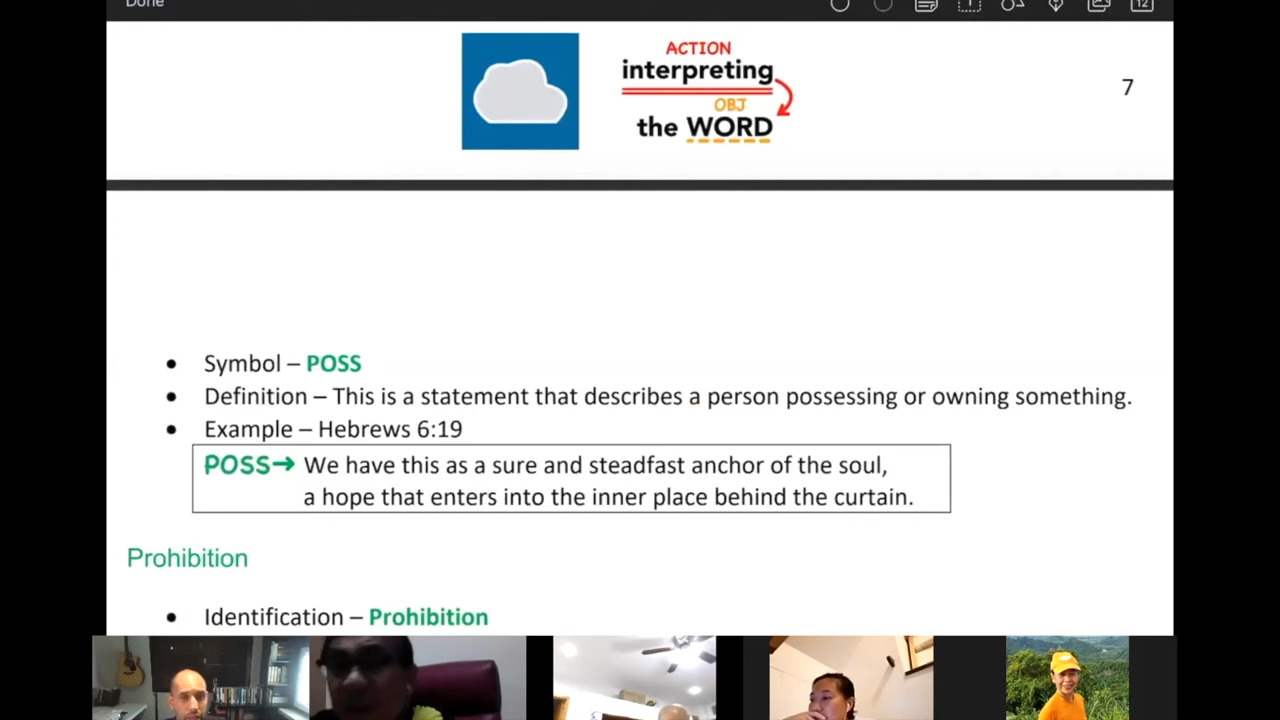 Done
12
ACTION
interpreting
OBJ
the WORD
7
• Symbol – POSS
• Definition – This is a statement that describes a person possessing or owning something.
• Example – Hebrews 6:19
POSS→ We have this as a sure and steadfast anchor of the soul,
a hope that enters into the inner place behind the curtain.
Prohibition
• Identification – Prohibition